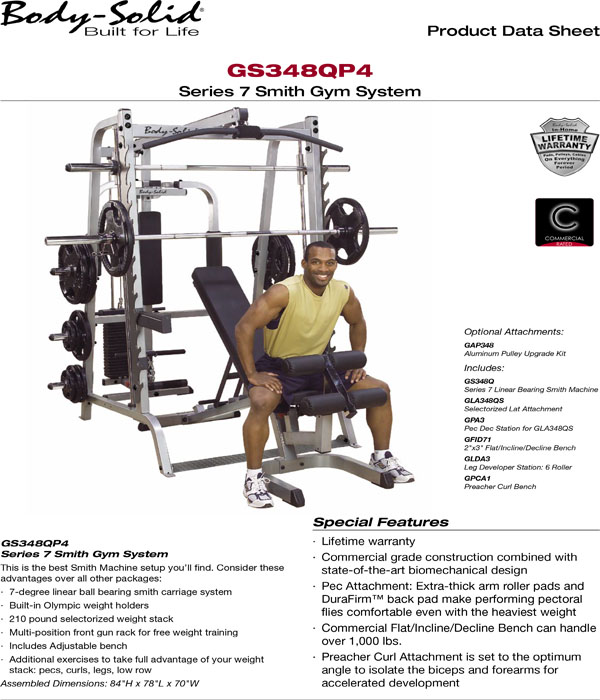 Body-Solid®
Built for Life
Product Data Sheet
GS348QP4
Series 7 Smith Gym System
Body-Solid
Body-Solid
In-Home
LIFETIME
WARRANTY
Pads, Pulleys, Cables
On Everything
Forever
Period
C
COMMERCIAL
RATED
Optional Attachments:
GAP348
Aluminum Pulley Upgrade Kit
Includes:
GS348Q
Series 7 Linear Bearing Smith Machine
GLA348QS
Selectorized Lat Attachment
GPA3
Pec Dec Station for GLA348QS
GFID71
2"x3" Flat/Incline/Decline Bench
GLDA3
Leg Developer Station: 6 Roller
GPCA1
Preacher Curl Bench
GS348QP4
Series 7 Smith Gym System
This is the best Smith Machine setup you'll find. Consider these
advantages over all other packages:
· 7-degree linear ball bearing smith carriage system
· Built-in Olympic weight holders
· 210 pound selectorized weight stack
· Multi-position front gun rack for free weight training
· Includes Adjustable bench
· Additional exercises to take full advantage of your weight
stack: pecs, curls, legs, low row
Assembled Dimensions: 84"H x 78"L x 70"W
Special Features
· Lifetime warranty
· Commercial grade construction combined with
state-of-the-art biomechanical design
· Pec Attachment: Extra-thick arm roller pads and
DuraFirm™ back pad make performing pectoral
flies comfortable even with the heaviest weight
· Commercial Flat/Incline/Decline Bench can handle
over 1,000 lbs.
· Preacher Curl Attachment is set to the optimum
angle to isolate the biceps and forearms for
accelerated development